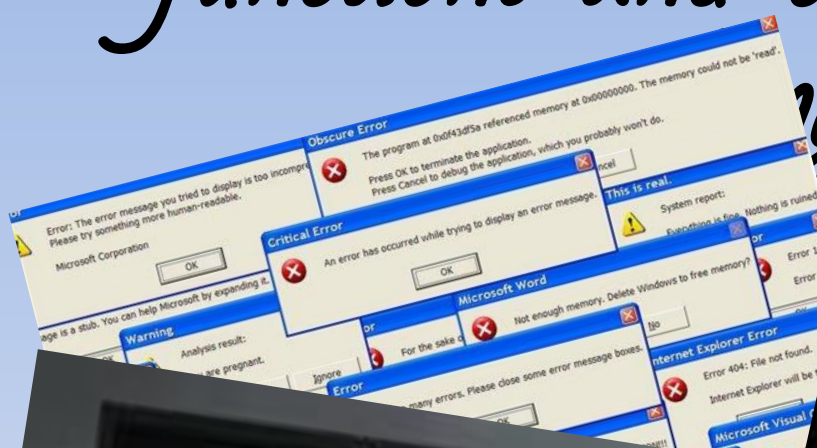 functions and
Obscure Error
The program at 0x0f43df5a referenced memory at 0x00000000. The memory could not be 'read'.
Press OK to terminate the application.
Press Cancel to debug the application, which you probably won't do.
Error: The error message you tried to display is too
Please try something more human-readable.
Microsoft Corporation
OK
Critical Error
An error has occurred while trying to display an error message.
OK
This is real.
System report:
Everything is fine. Nothing is ruined
is a stub. You can help Microsoft by expanding it.
Warning
Analysis result:
are pregnant.
Ignore
For the sake
Microsoft Word
Not enough memory. Delete Windows to free memory?
No
Error
many errors. Please close some error message boxes.
Internet Explorer Error
Error 404: File not found.
Internet Explorer will be
Error
Error
Microsoft Visual